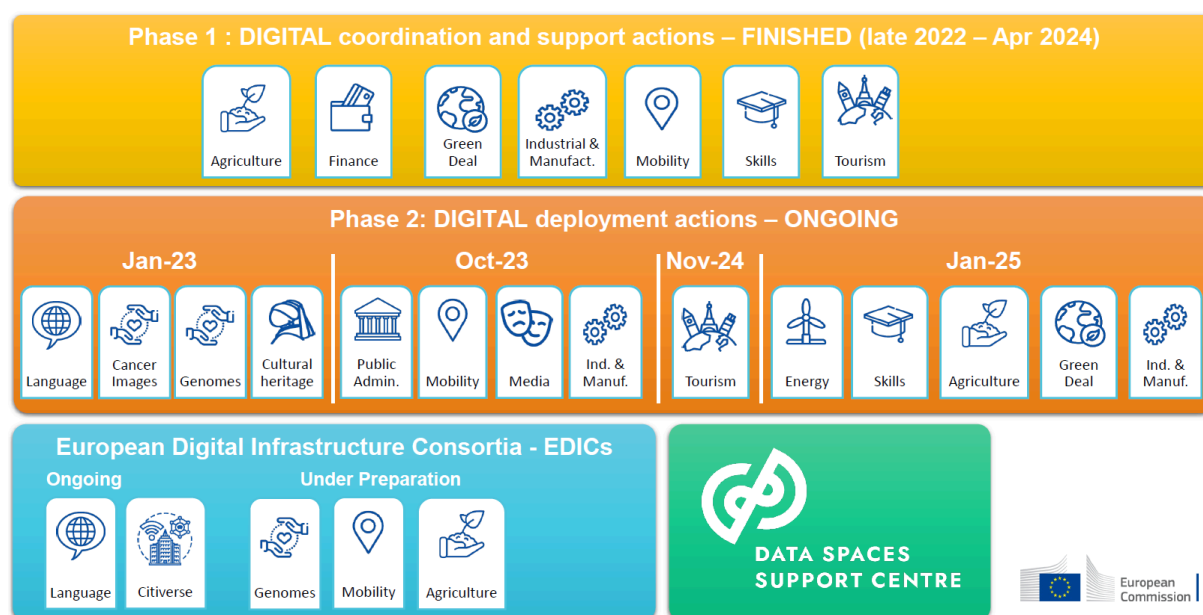 Phase 1 : DIGITAL coordination and support actions – FINISHED (late 2022 – Apr 2024)
Agriculture
Finance
Green
Deal
Industrial &
Manufact.
Mobility
Skills
Tourism
Phase 2: DIGITAL deployment actions – ONGOING
Jan-23
Oct-23
Nov-24
Jan-25
Language
Cancer
Images
Genomes
Cultural
heritage
Public
Admin.
Mobility
Media
Ind. &
Manuf.
Tourism
Energy
Skills
Agriculture
Green
Deal
Ind. &
Manuf.
European Digital Infrastructure Consortia - EDICs
Ongoing
Under Preparation
Language
Citiverse
Genomes
Mobility
Agriculture
DATA SPACES
SUPPORT CENTRE
European
Commission